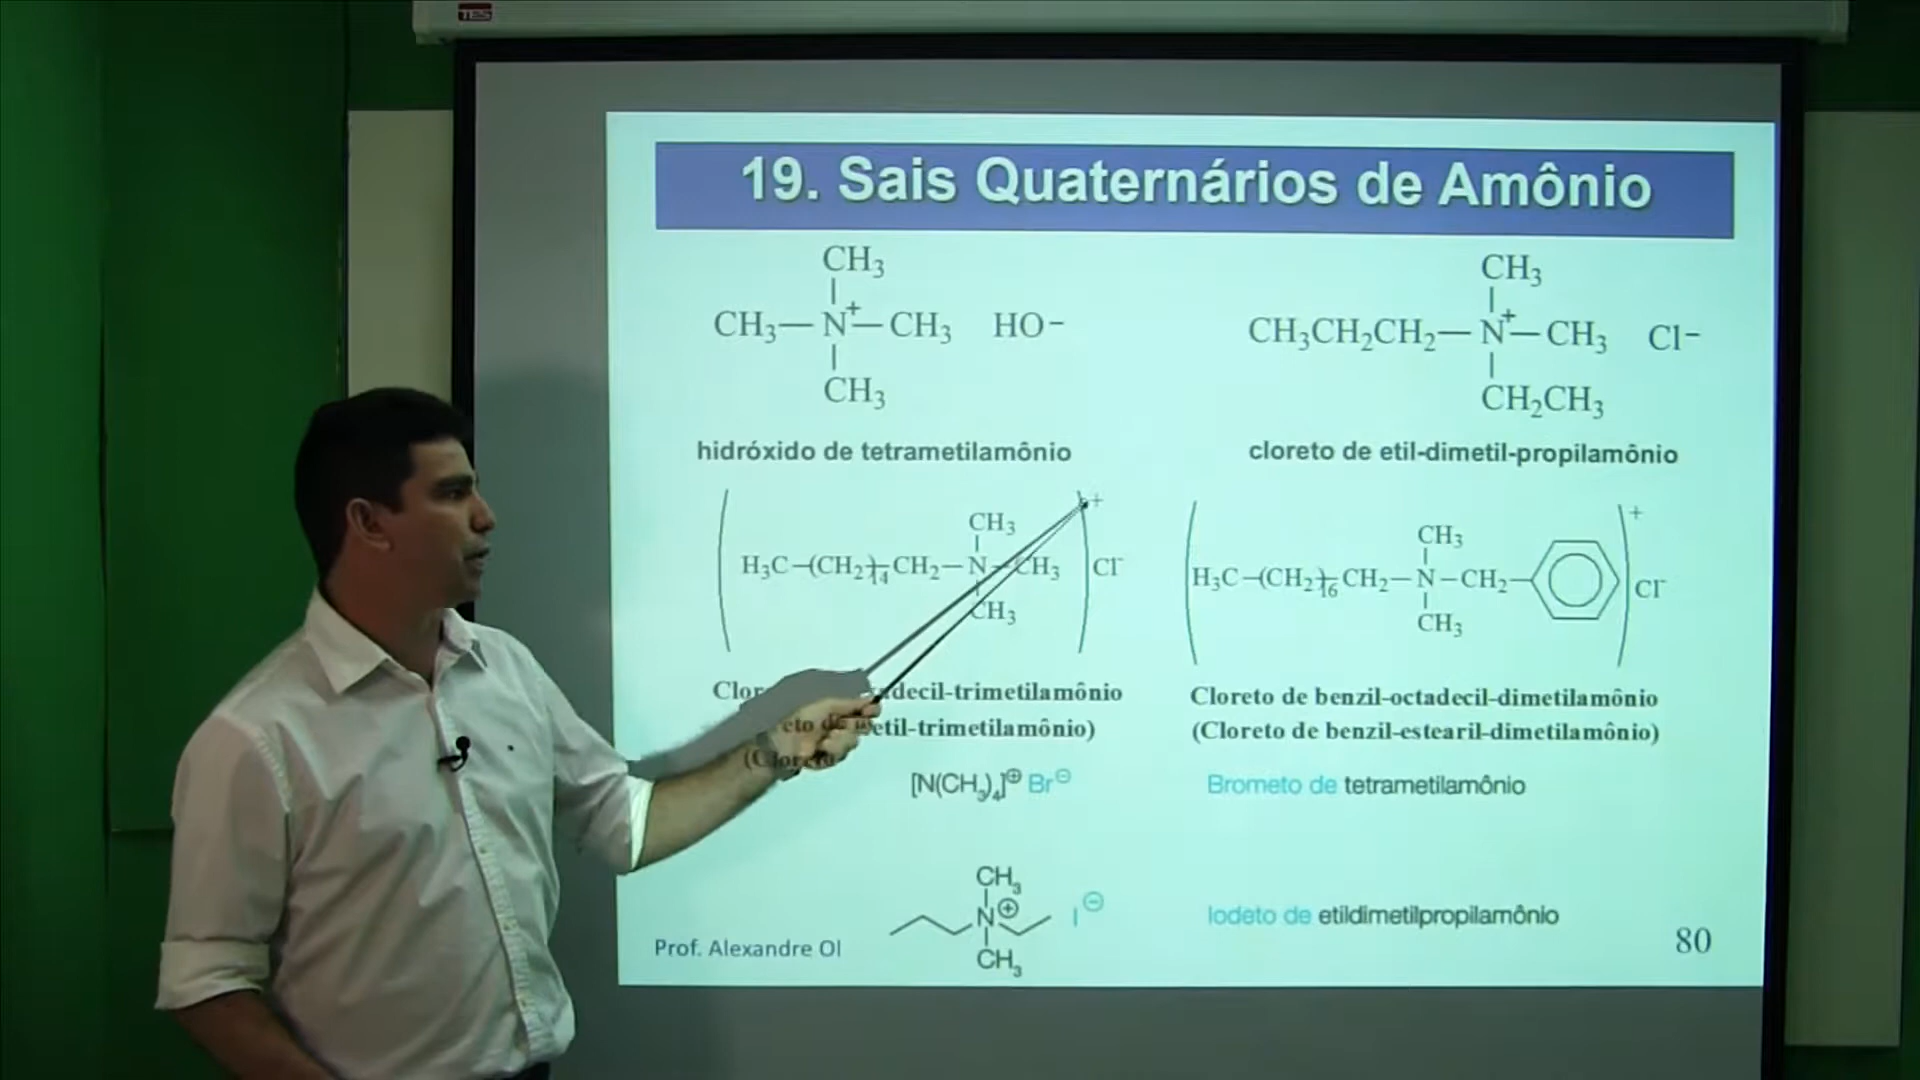 TES
19. Sais Quaternários de Amônio
CH3
CH3—N+—CH3 HO−
CH3
hidróxido de tetrametilamônio
CH3
CH3CH2CH2—N+—CH3 Cl−
CH2CH3
cloreto de etil-dimetil-propilamônio
CH3 +
H3C—(CH2)14 CH2—N—CH3 Cl−
CH3
decil-trimetilamônio
etil-trimetilamônio)
CH3 +
H3C—(CH2)16 CH2—N—CH2— Cl−
CH3
Cloreto de benzil-octadecil-dimetilamônio
(Cloreto de benzil-estearil-dimetilamônio)
[N(CH3)4]⊕ Br⊖
Brometo de tetrametilamônio
CH3
N⊕ I⊖
CH3
Iodeto de etildimetilpropilamônio
Prof. Alexandre Ol
80